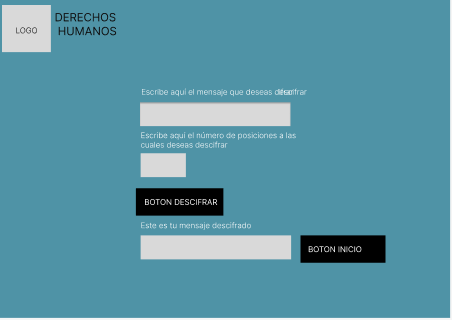 LOGO
DERECHOS
HUMANOS
Escribe aquí el mensaje que deseas descifrar
Escribe aquí el número de posiciones a las
cuales deseas descifrar
BOTON DESCIFRAR
Este es tu mensaje descifrado
BOTON INICIO